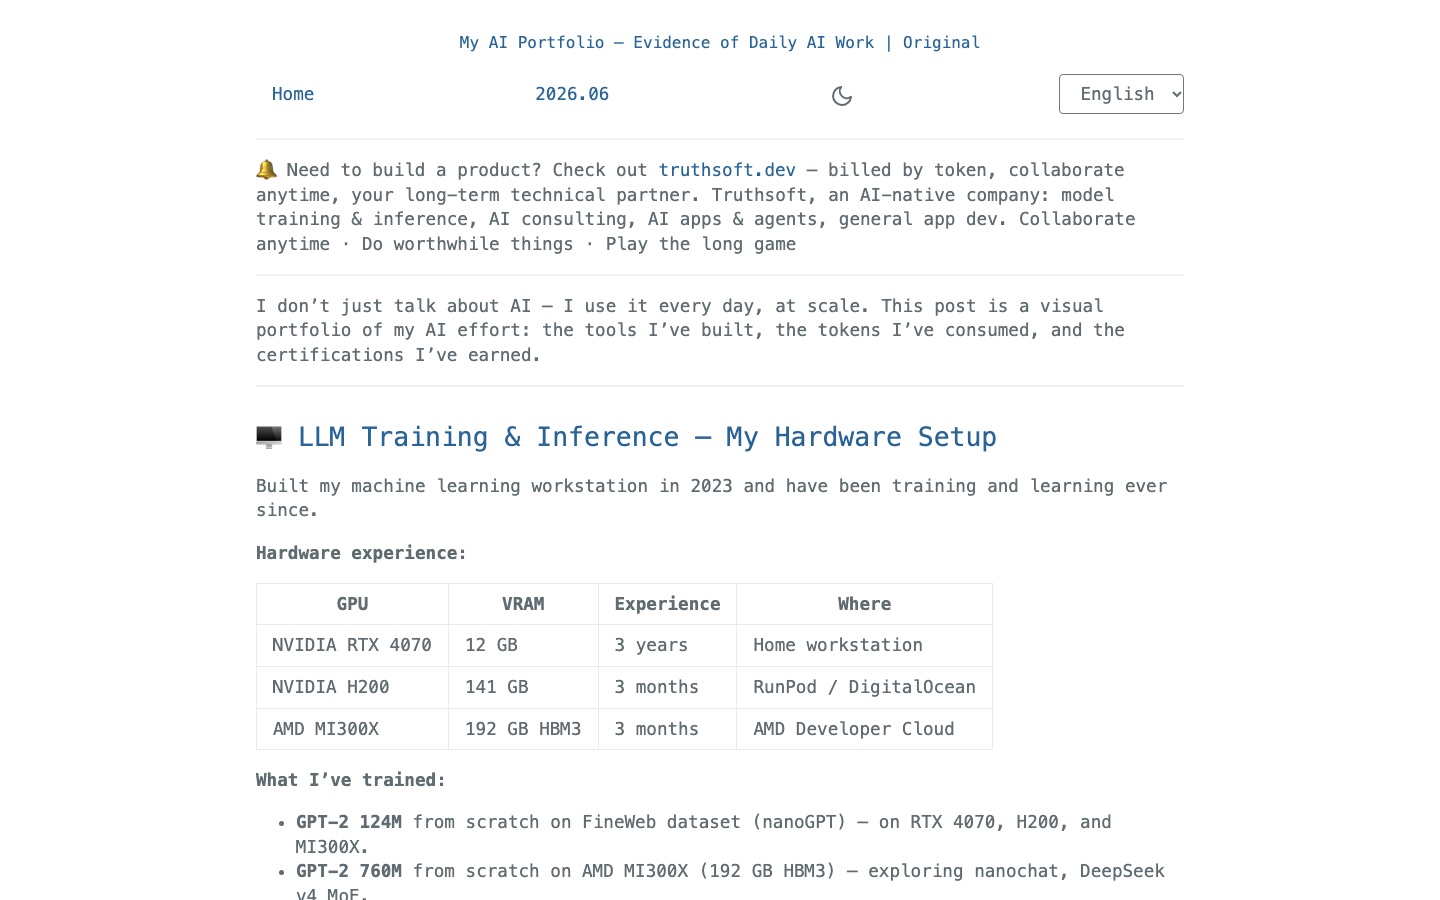 My AI Portfolio — Evidence of Daily AI Work | Original
Home 2026.06 English
🔔 Need to build a product? Check out truthsoft.dev — billed by token, collaborate
anytime, your long-term technical partner. Truthsoft, an AI-native company: model
training & inference, AI consulting, AI apps & agents, general app dev. Collaborate
anytime · Do worthwhile things · Play the long game
I don’t just talk about AI — I use it every day, at scale. This post is a visual
portfolio of my AI effort: the tools I’ve built, the tokens I’ve consumed, and the
certifications I’ve earned.
🖥️ LLM Training & Inference — My Hardware Setup
Built my machine learning workstation in 2023 and have been training and learning ever
since.
Hardware experience:
GPU VRAM Experience Where
NVIDIA RTX 4070 12 GB 3 years Home workstation
NVIDIA H200 141 GB 3 months RunPod / DigitalOcean
AMD MI300X 192 GB HBM3 3 months AMD Developer Cloud
What I’ve trained:
• GPT-2 124M from scratch on FineWeb dataset (nanoGPT) — on RTX 4070, H200, and
MI300X.
• GPT-2 760M from scratch on AMD MI300X (192 GB HBM3) — exploring nanochat, DeepSeek
v4 MoE.